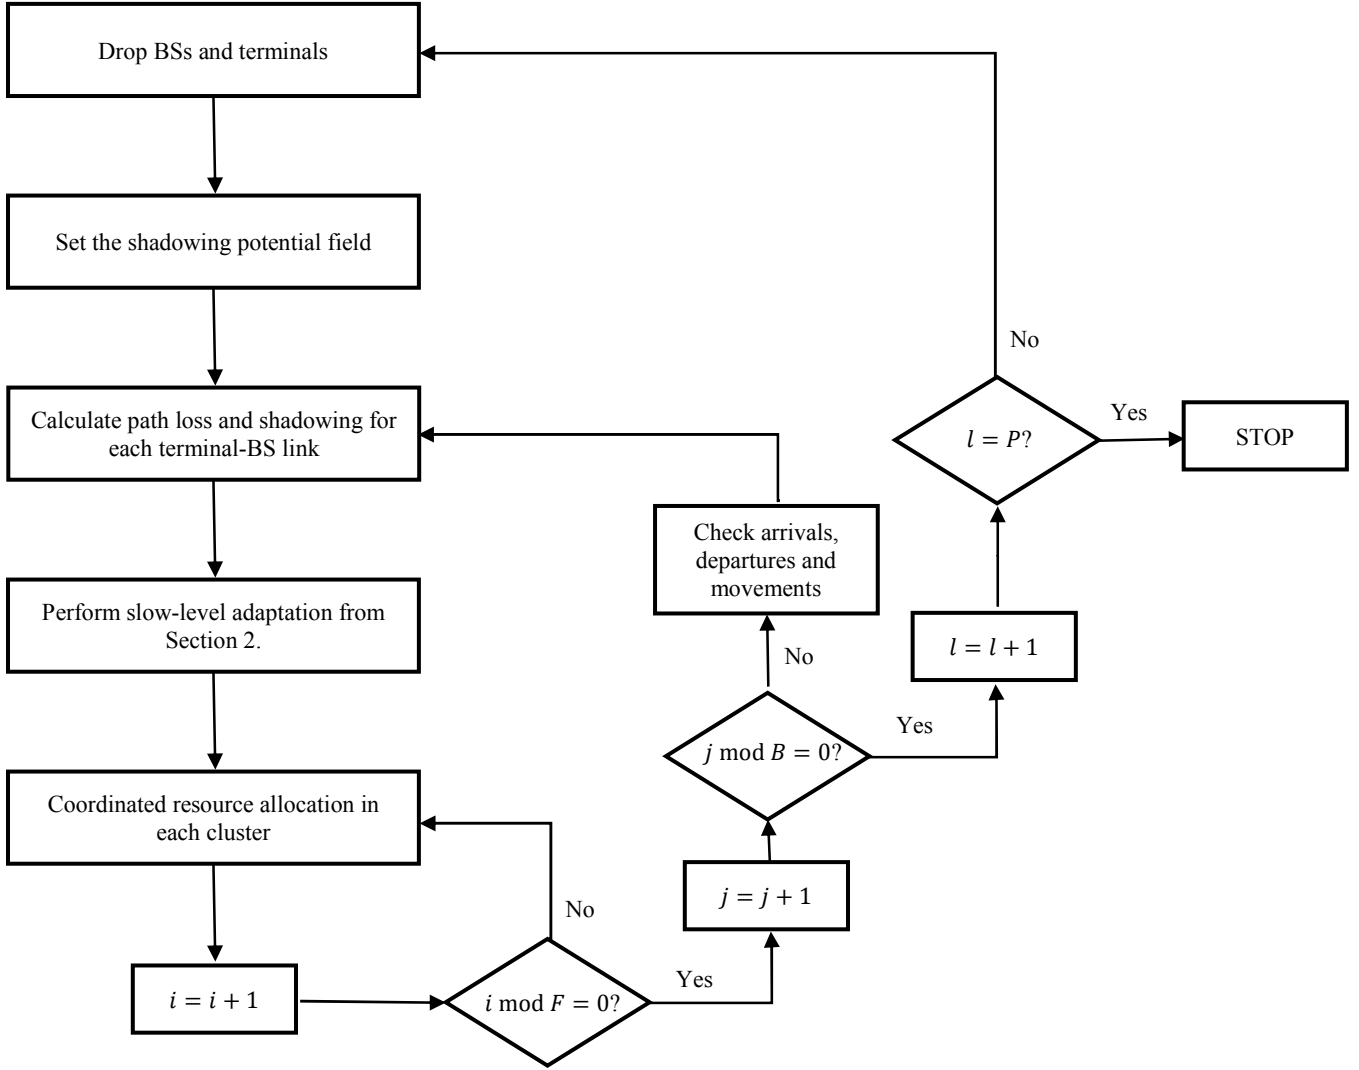 Drop BSs and terminals
Set the shadowing potential field
Calculate path loss and shadowing for
each terminal-BS link
Perform slow-level adaptation from
Section 2.
Coordinated resource allocation in
each cluster
i = i + 1
i mod F = 0?
No
Yes
j = j + 1
j mod B = 0?
No
Yes
Check arrivals,
departures and
movements
l = l + 1
l = P?
No
Yes
STOP